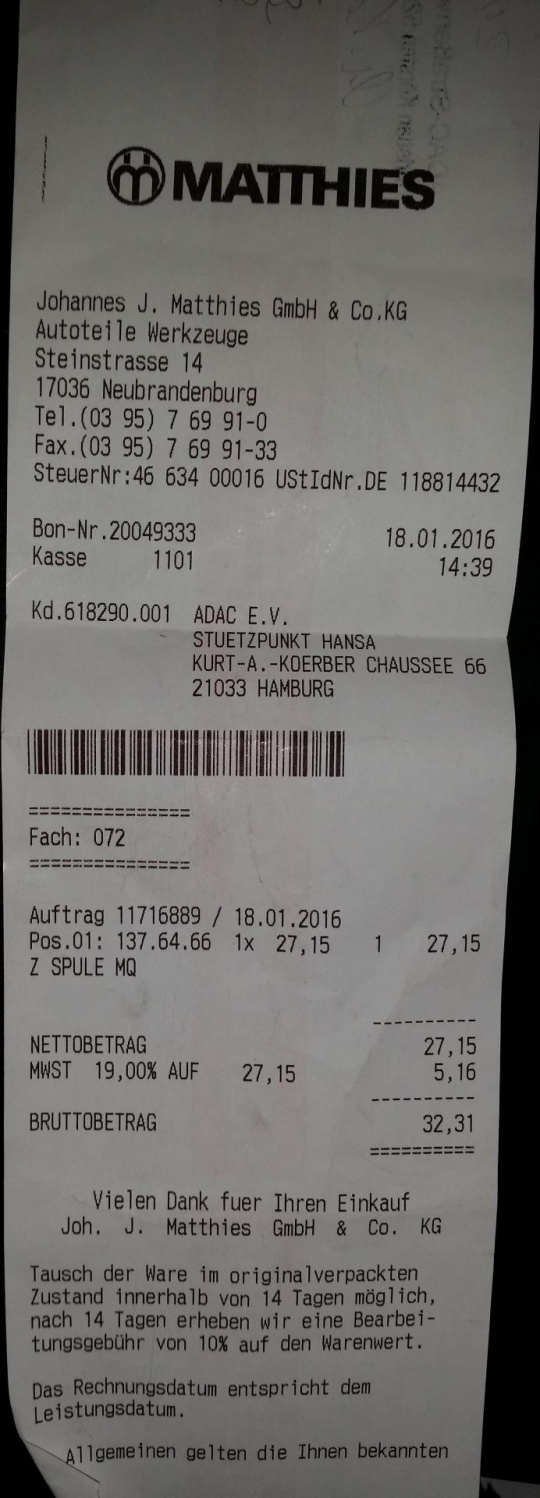 MATTHIES
Johannes J. Matthies GmbH & Co.KG
Autoteile Werkzeuge
Steinstrasse 14
17036 Neubrandenburg
Tel.(03 95) 7 69 91-0
Fax.(03 95) 7 69 91-33
SteuerNr:46 634 00016 UStIdNr.DE 118814432
Bon-Nr.20049333 18.01.2016
Kasse 1101 14:39
Kd.618290.001 ADAC E.V.
STUETZPUNKT HANSA
KURT-A.-KOERBER CHAUSSEE 66
21033 HAMBURG
===============
Fach: 072
===============
Auftrag 11716889 / 18.01.2016
Pos.01: 137.64.66 1x 27,15 1 27,15
Z SPULE MQ
----------
NETTOBETRAG 27,15
MWST 19,00% AUF 27,15 5,16
----------
BRUTTOBETRAG 32,31
==========
Vielen Dank fuer Ihren Einkauf
Joh. J. Matthies GmbH & Co. KG
Tausch der Ware im originalverpackten
Zustand innerhalb von 14 Tagen möglich,
nach 14 Tagen erheben wir eine Bearbei-
tungsgebühr von 10% auf den Warenwert.
Das Rechnungsdatum entspricht dem
Leistungsdatum.
Allgemeinen gelten die Ihnen bekannten